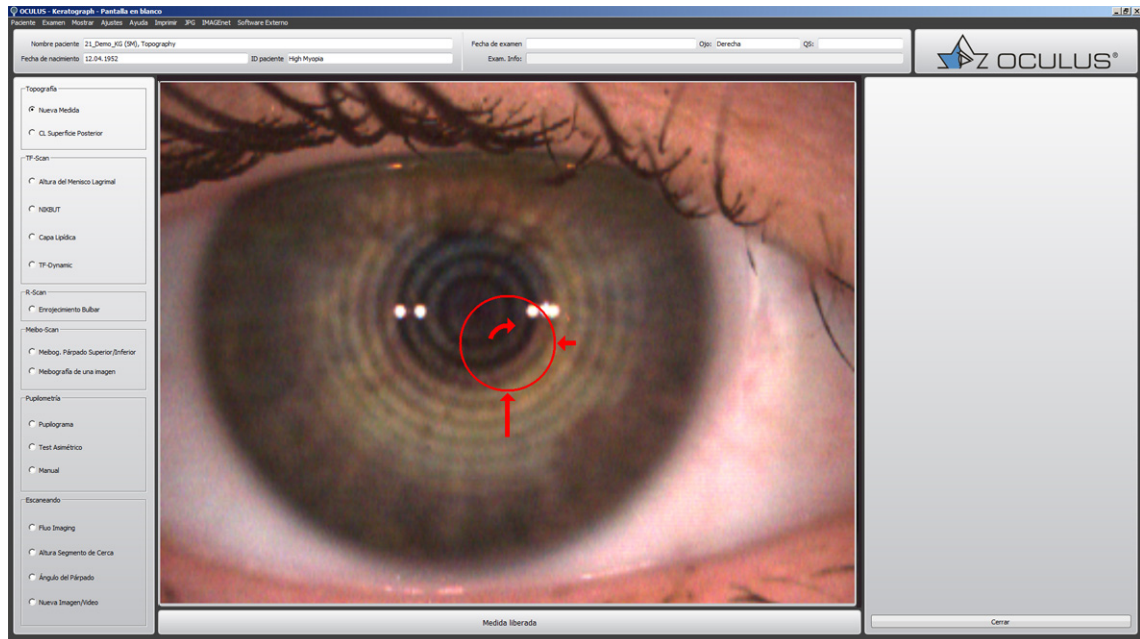 OCULUS - Keratograph - Pantalla en blanco
Paciente Examen Mostrar Ajustes Ayuda Imprimir JPG IMAGEnet Software Externo
Nombre paciente 21_Demo_KG (5M), Topography Fecha de examen Ojo: Derecha QS:
Fecha de nacimiento 12.04.1952 ID paciente High Myopia Exam. Info:
OCULUS®
Topografía
Nueva Medida
CL Superficie Posterior
TF-Scan
Altura del Menisco Lagrimal
NIKBUT
Capa Lipídica
TF-Dynamic
R-Scan
Enrojecimiento Bulbar
Meibo-Scan
Meibog. Párpado Superior/Inferior
Meibografía de una imagen
Pupilometría
Pupilograma
Test Asimétrico
Manual
Escaneando
Fluo Imaging
Altura Segmento de Cerca
Ángulo del Párpado
Nueva Imagen/Video
Medida liberada
Cerrar